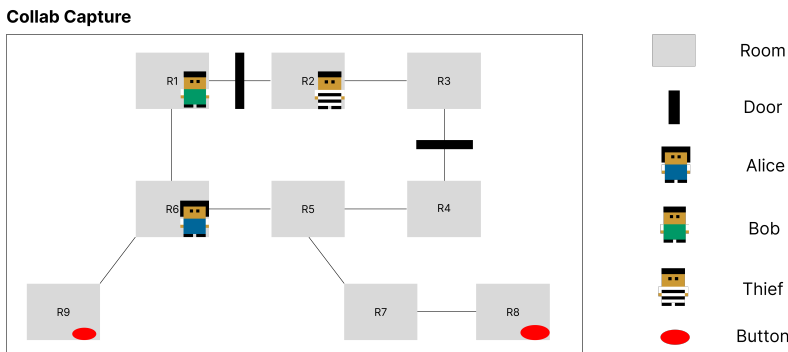 Collab Capture
R1
R2
R3
Room
Door
Alice
R6
R5
R4
Bob
Thief
R9
R7
R8
Button